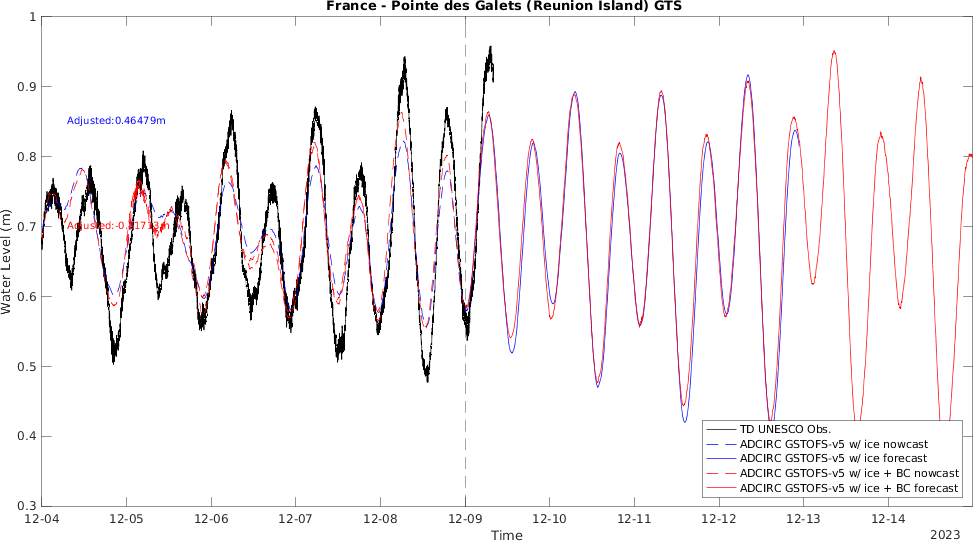 France - Pointe des Galets (Reunion Island) GTS
Water Level (m)
1
0.9
0.8
0.7
0.6
0.5
0.4
0.3
Adjusted:0.46479m
TD UNESCO Obs.
ADCIRC GSTOFS-v5 w/ ice nowcast
ADCIRC GSTOFS-v5 w/ ice forecast
ADCIRC GSTOFS-v5 w/ ice + BC nowcast
ADCIRC GSTOFS-v5 w/ ice + BC forecast
12-04 12-05 12-06 12-07 12-08 12-09 12-10 12-11 12-12 12-13 12-14
Time
2023